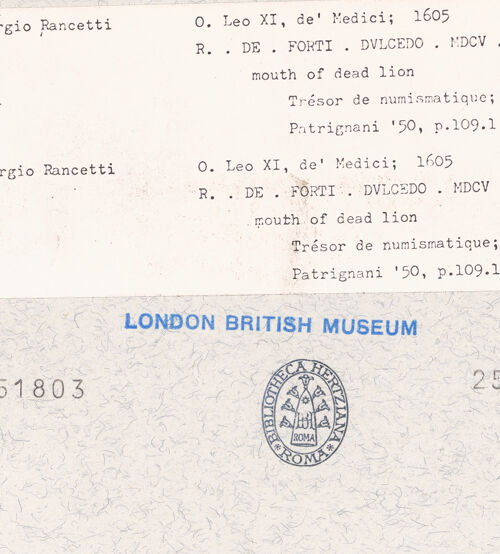 rgio Rancetti O. Leo XI, de' Medici; 1605
R. . DE . FORTI . DVLCEDO . MDCV .
mouth of dead lion
Trésor de numismatique;
Patrignani '50, p.109.1
rgio Rancetti O. Leo XI, de' Medici; 1605
R. . DE . FORTI . DVLCEDO . MDCV
mouth of dead lion
Trésor de numismatique;
Patrignani '50, p.109.1
LONDON BRITISH MUSEUM
51803 25
BIBLIOTHECA HERTZIANA
ROMA
ROMA